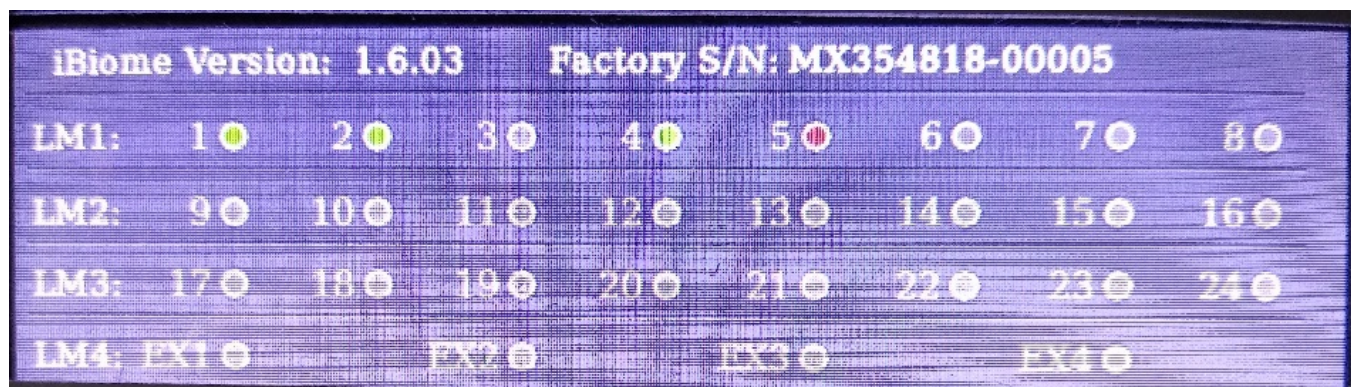 iBiome Version: 1.6.03 Factory S/N: MX354818-00005
LM1: 1 2 3 4 5 6 7 8
LM2: 9 10 11 12 13 14 15 16
LM3: 17 18 19 20 21 22 23 24
LM4: EX1 EX2 EX3 EX4